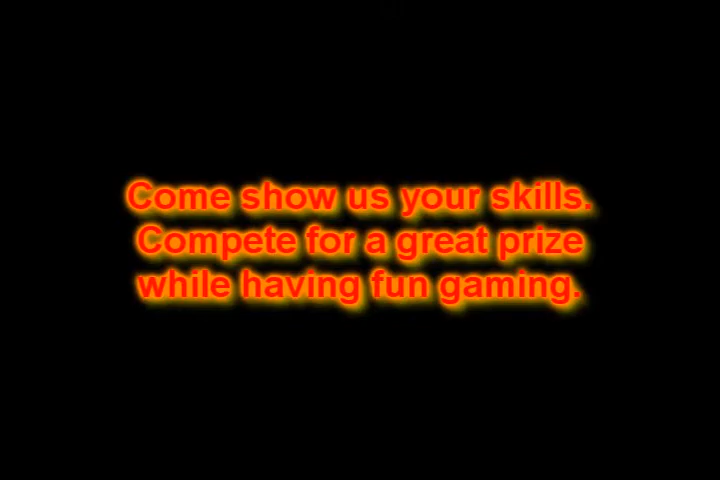 Come show us your skills.
Compete for a great prize
while having fun gaming.